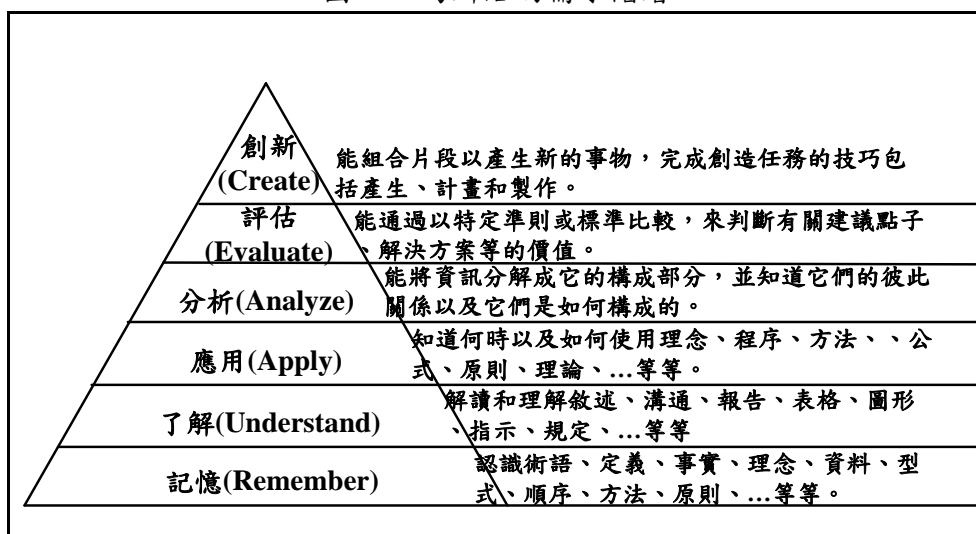 創新
(Create)
能組合片段以產生新的事物，完成創造任務的技巧包
括產生、計畫和製作。
評估
(Evaluate)
能通過以特定準則或標準比較，來判斷有關建議點子
、解決方案等的價值。
分析(Analyze)
能將資訊分解成它的構成部分，並知道它們的彼此
關係以及它們是如何構成的。
應用(Apply)
知道何時以及如何使用理念、程序、方法、、公
式、原則、理論、…等等。
了解(Understand)
解讀和理解敘述、溝通、報告、表格、圖形
、指示、規定、…等等
記憶(Remember)
認識術語、定義、事實、理念、資料、型
式、順序、方法、原則、…等等。